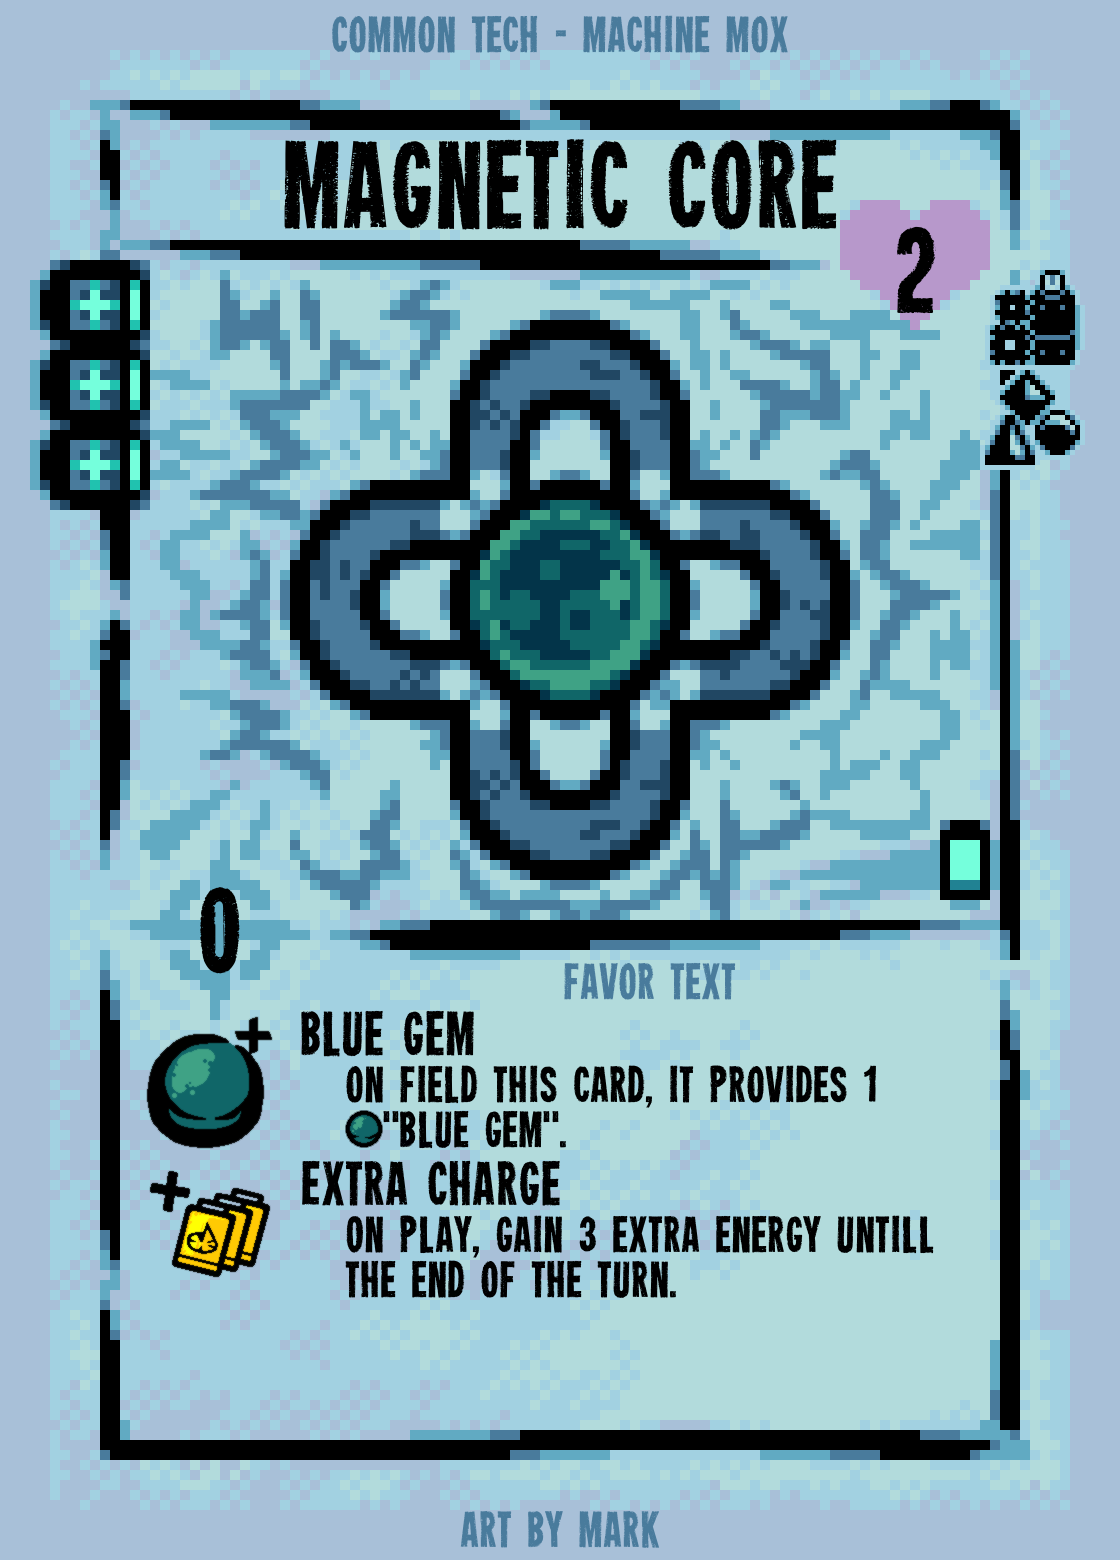 COMMON TECH - MACHINE MOX
MAGNETIC CORE
2
0
FAVOR TEXT
BLUE GEM
ON FIELD THIS CARD, IT PROVIDES 1
"BLUE GEM".
EXTRA CHARGE
ON PLAY, GAIN 3 EXTRA ENERGY UNTILL
THE END OF THE TURN.
ART BY MARK